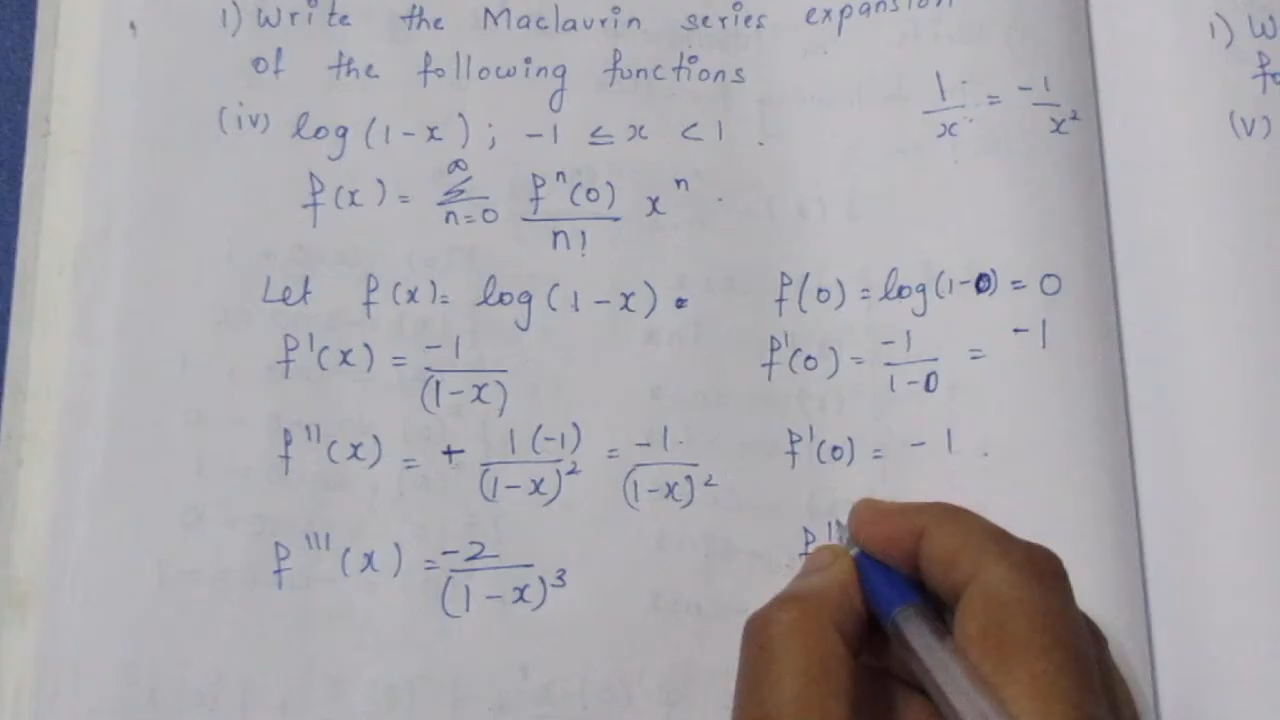 1) Write the Maclaurin series expansion
of the following functions
(iv) log(1-x); -1 ≤ x < 1.
1/x = -1/x²
f(x) = ∞ Σ n=0 fⁿ(0)/n! xⁿ.
Let f(x) = log(1-x). f(0) = log(1-0) = 0
f'(x) = -1/(1-x) f'(0) = -1/1-0 = -1
f''(x) = + 1(-1)/(1-x)² = -1/(1-x)² f'(0) = -1.
f'''(x) = -2/(1-x)³
1) W
(v)